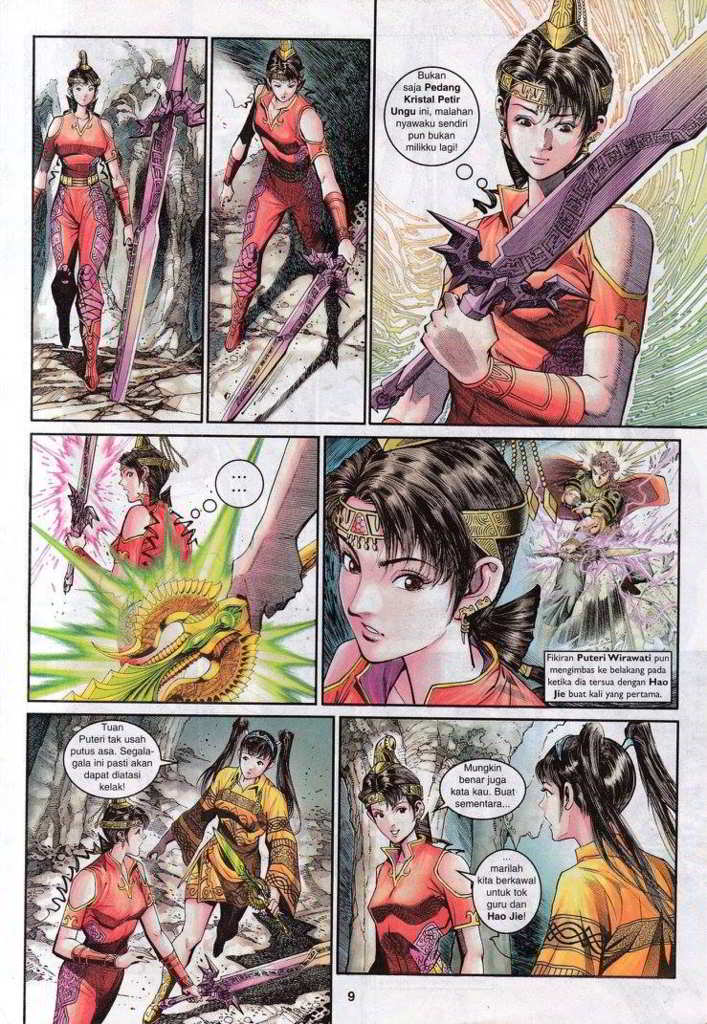 Bukan
saja Pedang
Kristal Petir
Ungu ini, malahan
nyawaku sendiri
pun bukan
milikku lagi!
...
...
Fikiran Puteri Wirawati pun
mengimbas ke belakang pada
ketika dia tersua dengan Hao
Jie buat kali yang pertama.
Tuan
Puteri tak usah
putus asa. Segala-
gala ini pasti akan
dapat diatasi
kelak!
Mungkin
benar juga
kata kau. Buat
sementara...
...
marilah
kita berkawal
untuk tok
guru dan
Hao Jie!
9